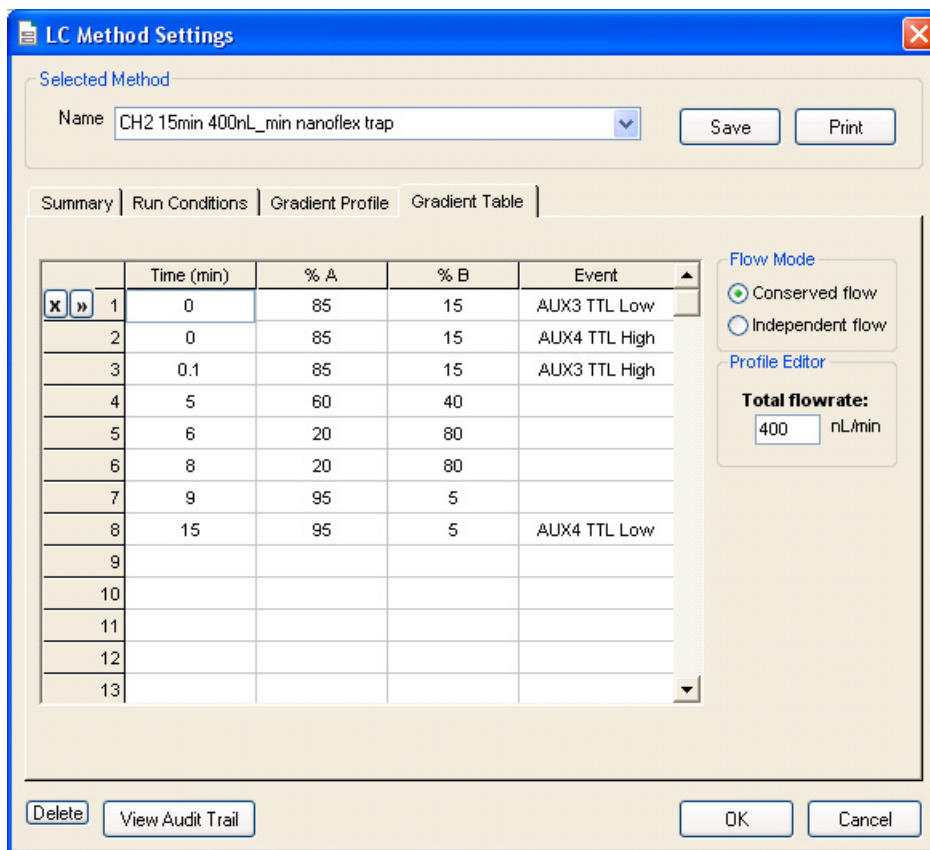 LC Method Settings
Selected Method
Name CH2 15min 400nL_min nanoflex trap Save Print
Summary Run Conditions Gradient Profile Gradient Table
Time (min) % A % B Event
x » 1 0 85 15 AUX3 TTL Low
2 0 85 15 AUX4 TTL High
3 0.1 85 15 AUX3 TTL High
4 5 60 40
5 6 20 80
6 8 20 80
7 9 95 5
8 15 95 5 AUX4 TTL Low
9
10
11
12
13
Flow Mode
Conserved flow
Independent flow
Profile Editor
Total flowrate:
400 nL/min
Delete View Audit Trail OK Cancel